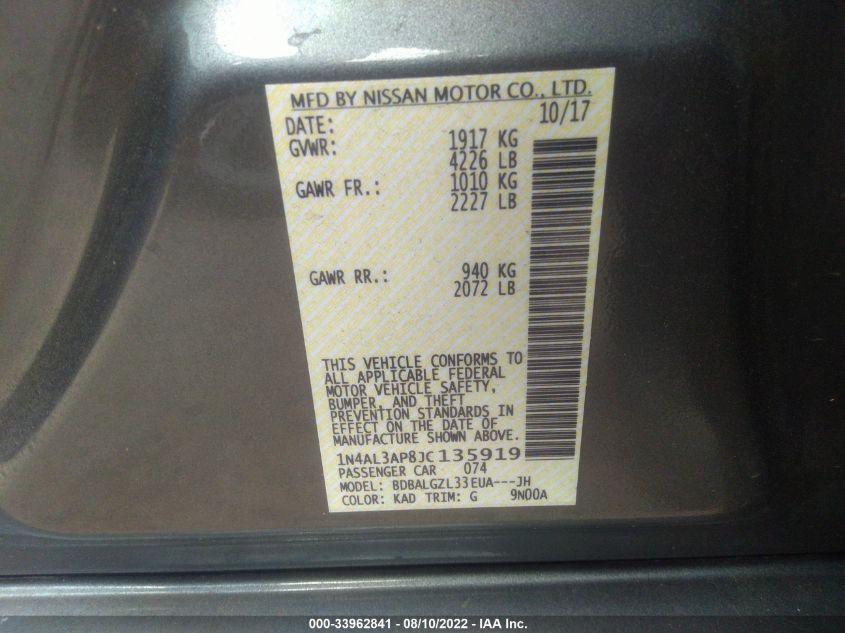 MFD BY NISSAN MOTOR CO., LTD.
DATE: 10/17
GVWR: 1917 KG
4226 LB
GAWR FR.: 1010 KG
2227 LB
GAWR RR.: 940 KG
2072 LB
THIS VEHICLE CONFORMS TO
ALL APPLICABLE FEDERAL
MOTOR VEHICLE SAFETY,
BUMPER, AND THEFT
PREVENTION STANDARDS IN
EFFECT ON THE DATE OF
MANUFACTURE SHOWN ABOVE.
1N4AL3AP8JC135919
PASSENGER CAR 074
MODEL: BDBALGZL33EUA---JH
COLOR: KAD TRIM: G 9N00A
000-33962841 - 08/10/2022 - IAA Inc.